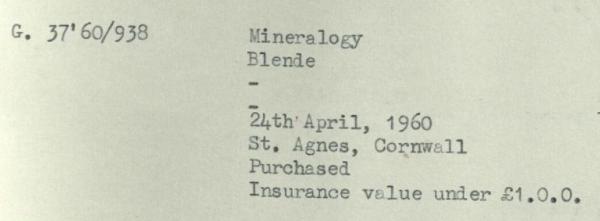 G. 37'60/938
Mineralogy
Blende
-
-
24th April, 1960
St. Agnes, Cornwall
Purchased
Insurance value under £1.0.0.